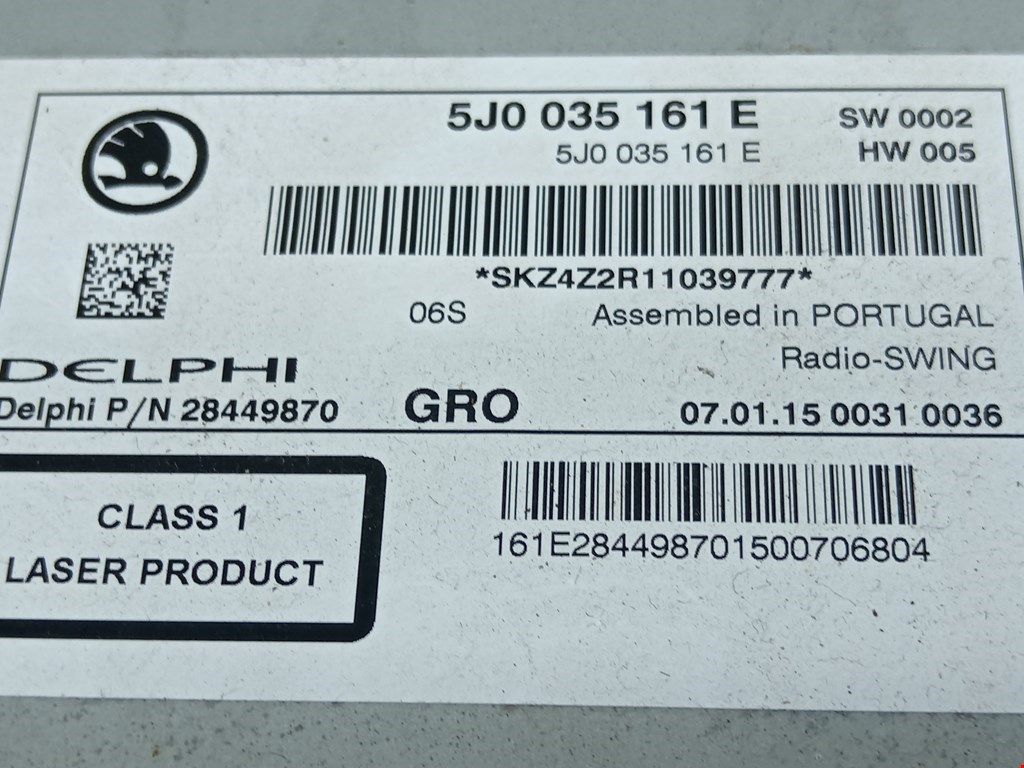 5J0 035 161 E SW 0002
5J0 035 161 E HW 005
*SKZ4Z2R11039777*
06S Assembled in PORTUGAL
Radio-SWING
DELPHI
Delphi P/N 28449870 GRO 07.01.15 0031 0036
CLASS 1
LASER PRODUCT
161E284498701500706804